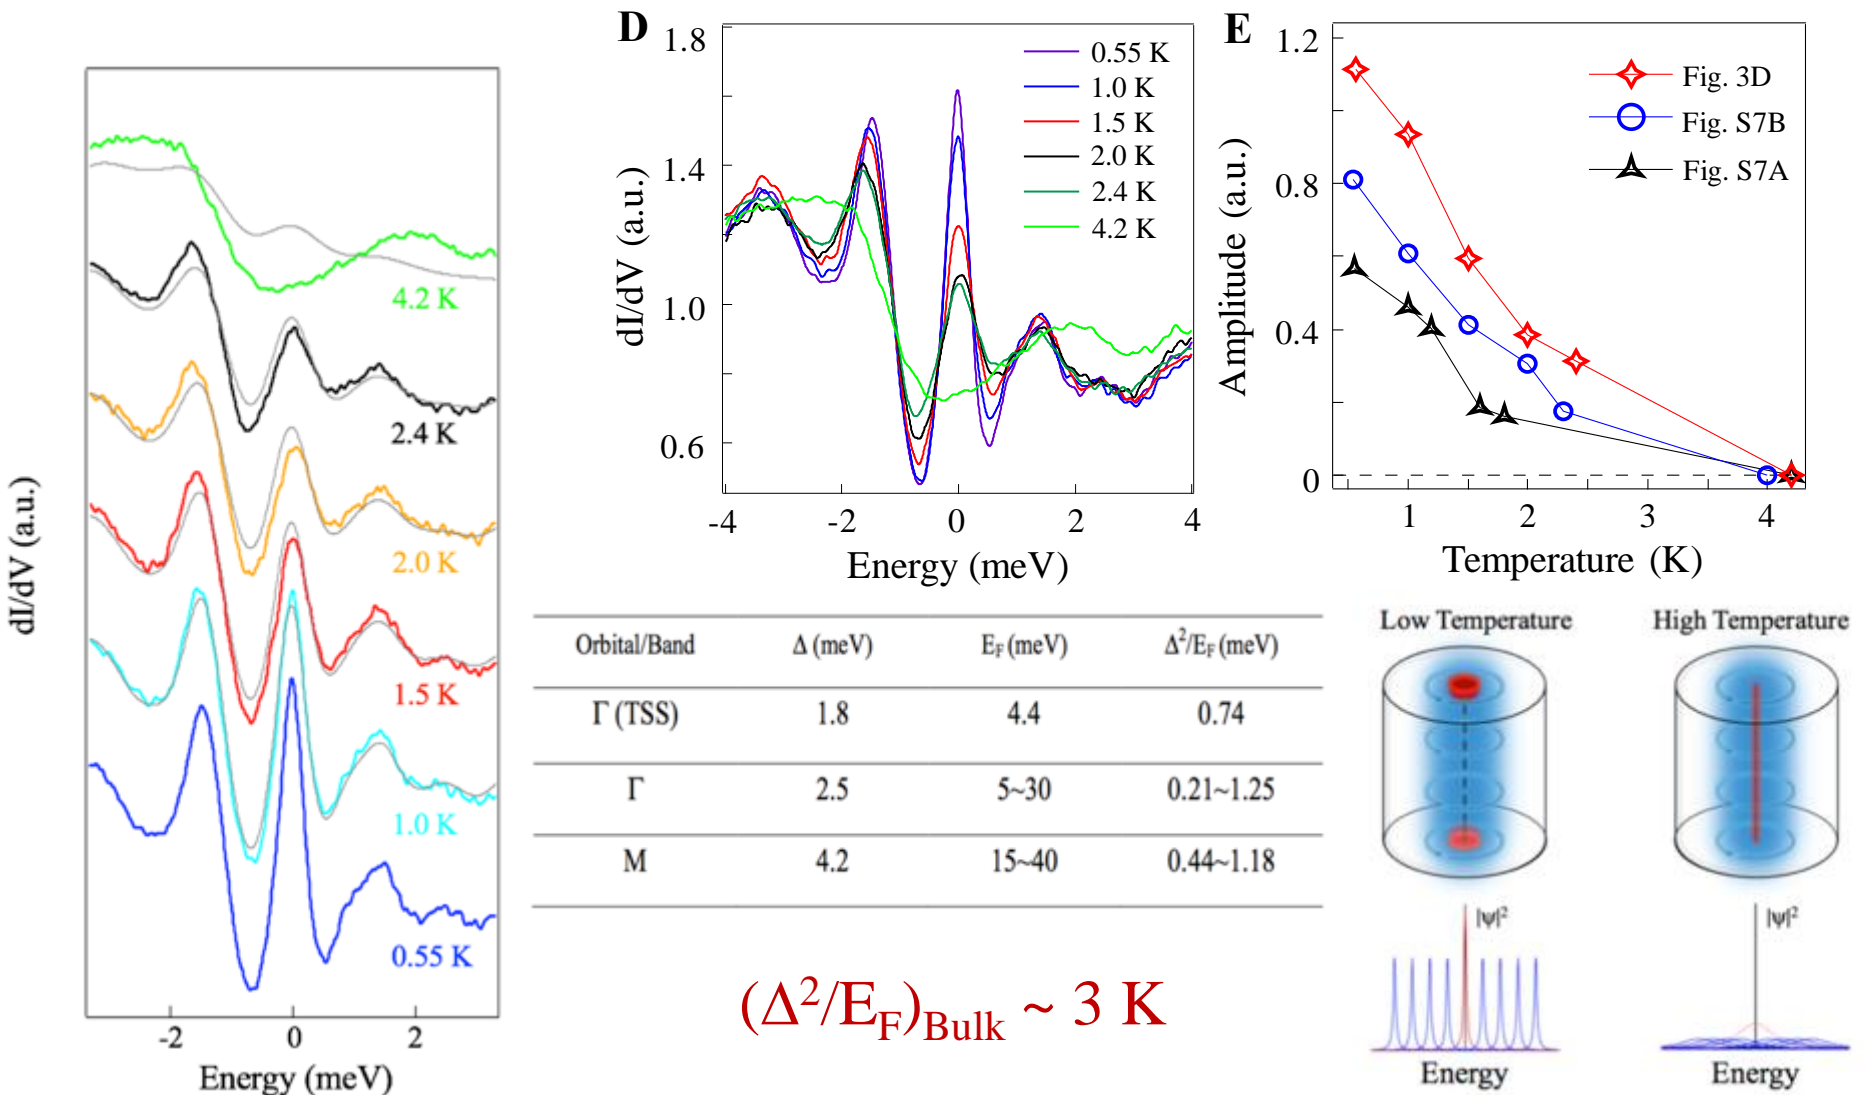 dI/dV (a.u.)
4.2 K
2.4 K
2.0 K
1.5 K
1.0 K
0.55 K
-2 0 2
Energy (meV)
D
1.8
1.4
1.0
0.6
dI/dV (a.u.)
0.55 K
1.0 K
1.5 K
2.0 K
2.4 K
4.2 K
-4 -2 0 2 4
Energy (meV)
E
1.2
0.8
0.4
0
Amplitude (a.u.)
Fig. 3D
Fig. S7B
Fig. S7A
1 2 3 4
Temperature (K)
Orbital/Band Δ (meV) E_F (meV) Δ²/E_F (meV)
Γ (TSS) 1.8 4.4 0.74
Γ 2.5 5~30 0.21~1.25
M 4.2 15~40 0.44~1.18
(Δ²/E_F)_Bulk ~ 3 K
Low Temperature
High Temperature
|ψ|²
|ψ|²
Energy
Energy